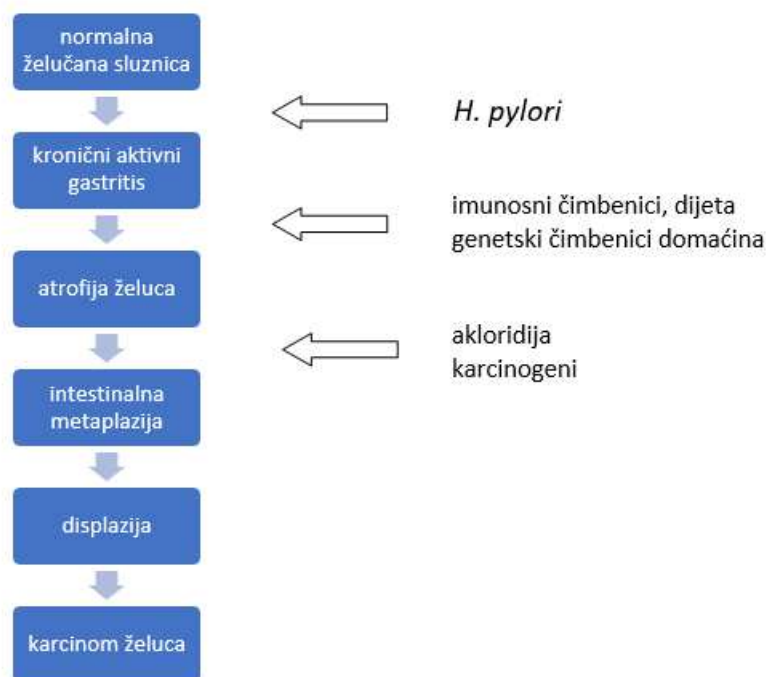 normalna
želučana sluznica
H. pylori
kronični aktivni
gastritis
imunosni čimbenici, dijeta
genetski čimbenici domaćina
atrofija želuca
akloridija
karcinogeni
intestinalna
metaplazija
displazija
karcinom želuca